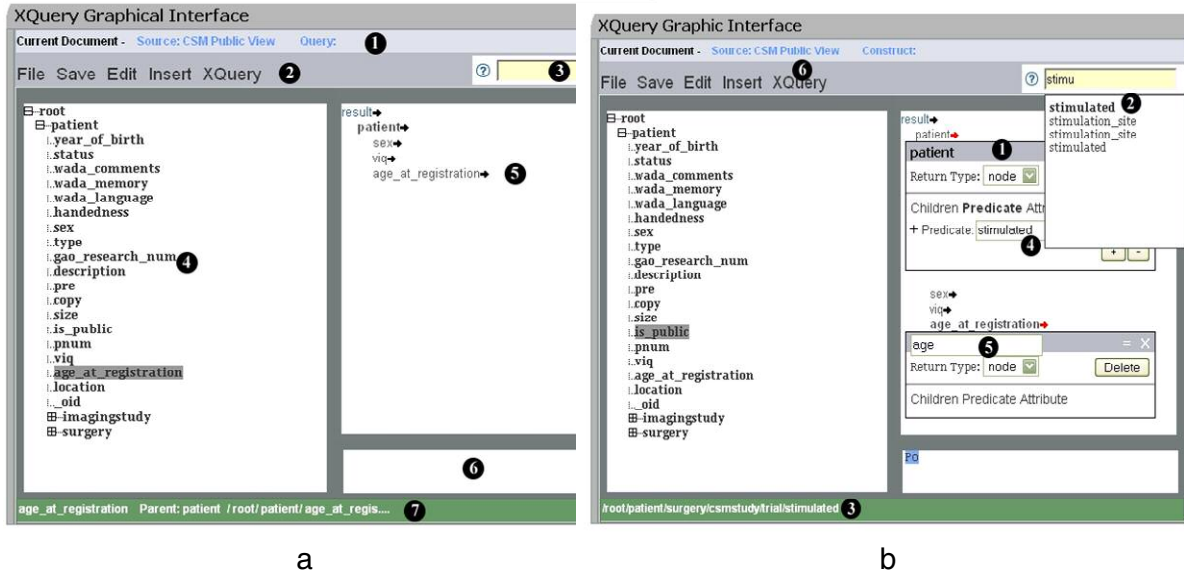 XQuery Graphical Interface
Current Document - Source: CSM Public View Query: 1
File Save Edit Insert XQuery 2 ? 3
root
patient
year_of_birth
status
wada_comments
wada_memory
wada_language
handedness
sex
type
gao_research_num 4
description
pre
copy
size
is_public
pnum
viq
age_at_registration
location
_oid
imagingstudy
surgery
result
patient
sex
viq
age_at_registration 5
6
age_at_registration Parent: patient / root/ patient/ age_at_regis.... 7
a
XQuery Graphic Interface
Current Document - Source: CSM Public View Construct:
6
File Save Edit Insert XQuery ? stimu
stimulated 2
stimulation_site
stimulation_site
stimulated
root
patient
year_of_birth
status
wada_comments
wada_memory
wada_language
handedness
sex
type
gao_research_num
description
pre
copy
size
is_public
pnum
viq
age_at_registration
location
_oid
imagingstudy
surgery
result
patient
patient 1
Return Type: node
Children Predicate Attr
+ Predicate: stimulated
4
+ -
sex
viq
age_at_registration
age 5 = X
Return Type: node Delete
Children Predicate Attribute
Po
/root/patient/surgery/csmstudy/trial/stimulated 3
b